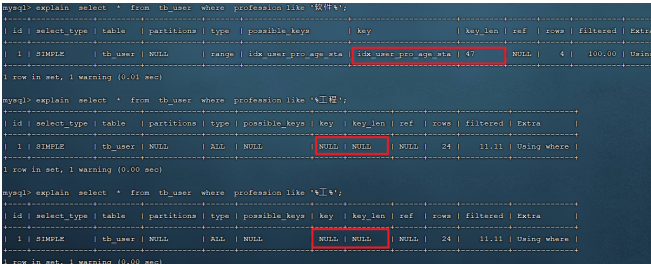 mysql> explain select * from tb_user where profession like '软件%';
| id | select_type | table | partitions | type | possible_keys | key | key_len | ref | rows | filtered | Extra
| 1 | SIMPLE | tb_user | NULL | range | idx_user_pro_age_sta | idx_user_pro_age_sta | 47 | NULL | 4 | 100.00 | Using
1 row in set, 1 warning (0.01 sec)
mysql> explain select * from tb_user where profession like '%工程';
| id | select_type | table | partitions | type | possible_keys | key | key_len | ref | rows | filtered | Extra |
| 1 | SIMPLE | tb_user | NULL | ALL | NULL | NULL | NULL | NULL | 24 | 11.11 | Using where |
1 row in set, 1 warning (0.00 sec)
mysql> explain select * from tb_user where profession like '%工%';
| id | select_type | table | partitions | type | possible_keys | key | key_len | ref | rows | filtered | Extra |
| 1 | SIMPLE | tb_user | NULL | ALL | NULL | NULL | NULL | NULL | 24 | 11.11 | Using where |
1 row in set, 1 warning (0.00 sec)